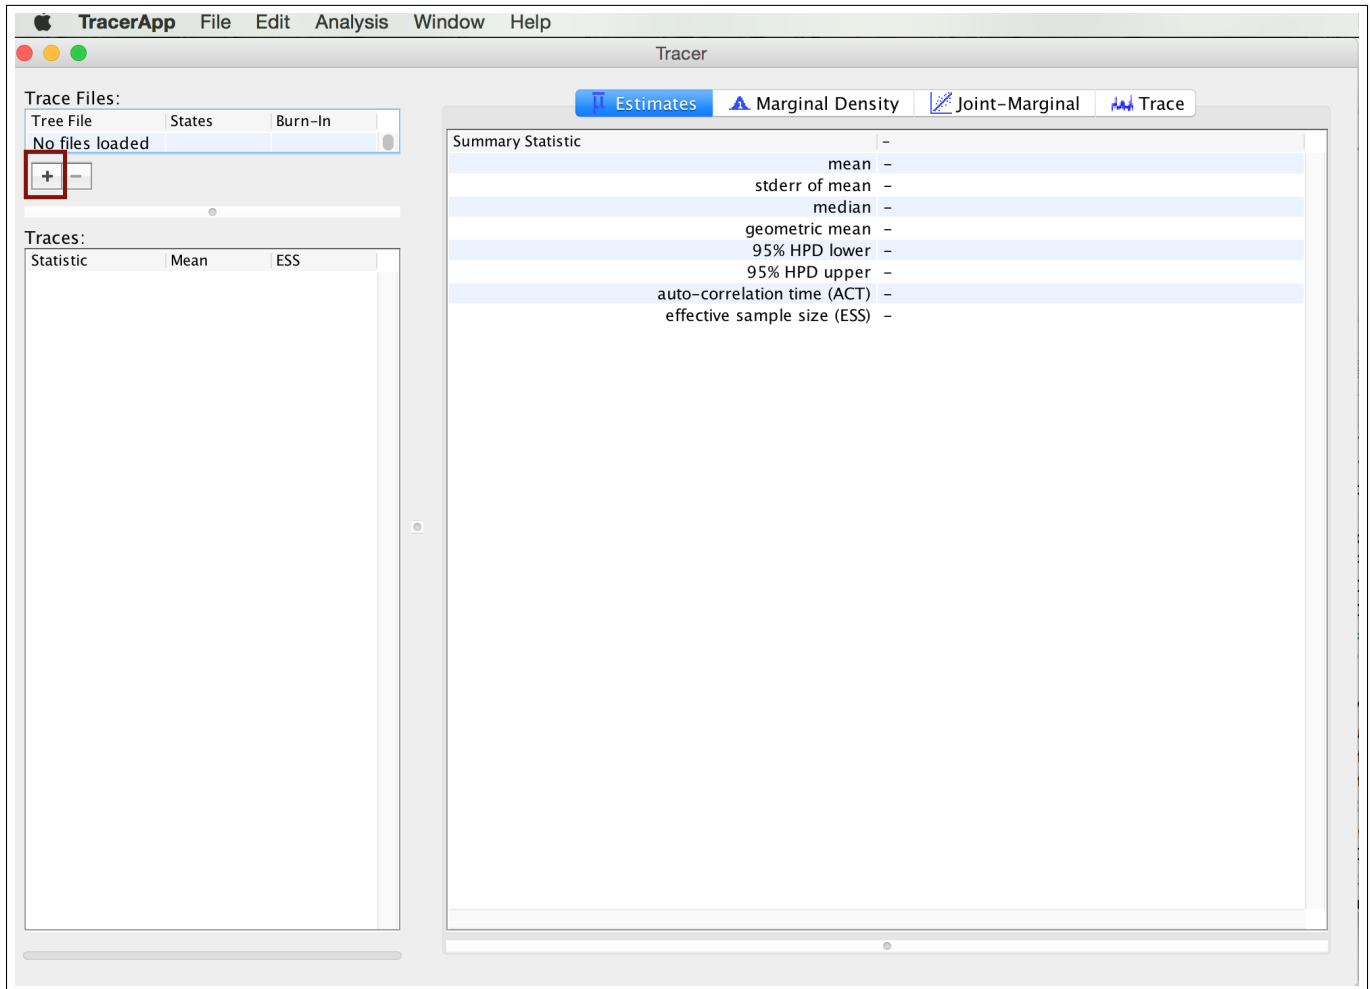 TracerApp File Edit Analysis Window Help
Tracer
Trace Files:
Tree File States Burn-In
No files loaded
+ −
Traces:
Statistic Mean ESS
Estimates Marginal Density Joint-Marginal Trace
Summary Statistic -
mean -
stderr of mean -
median -
geometric mean -
95% HPD lower -
95% HPD upper -
auto-correlation time (ACT) -
effective sample size (ESS) -